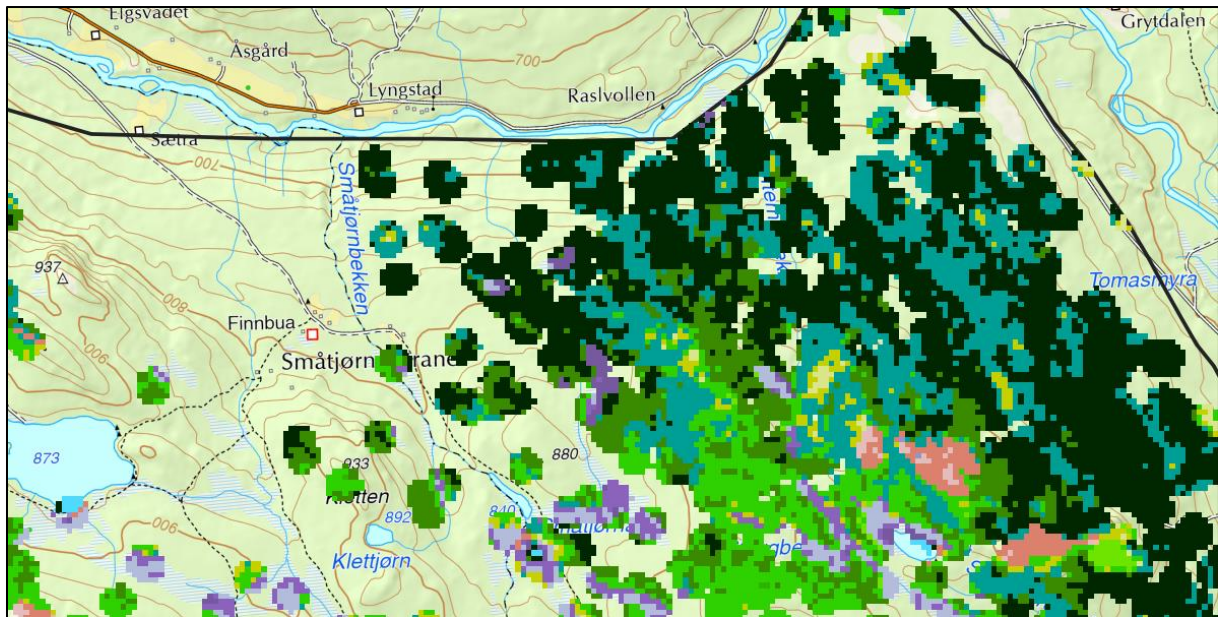 Elgsvadet
Grytdalen
Åsgård
700
Lyngstad
Raslvollen
Sætra
700
Småtjørnbekken
937
Tomasmyra
800
Finnbua
900
873
933
880
Kletten
892
840
900
Klettjørn